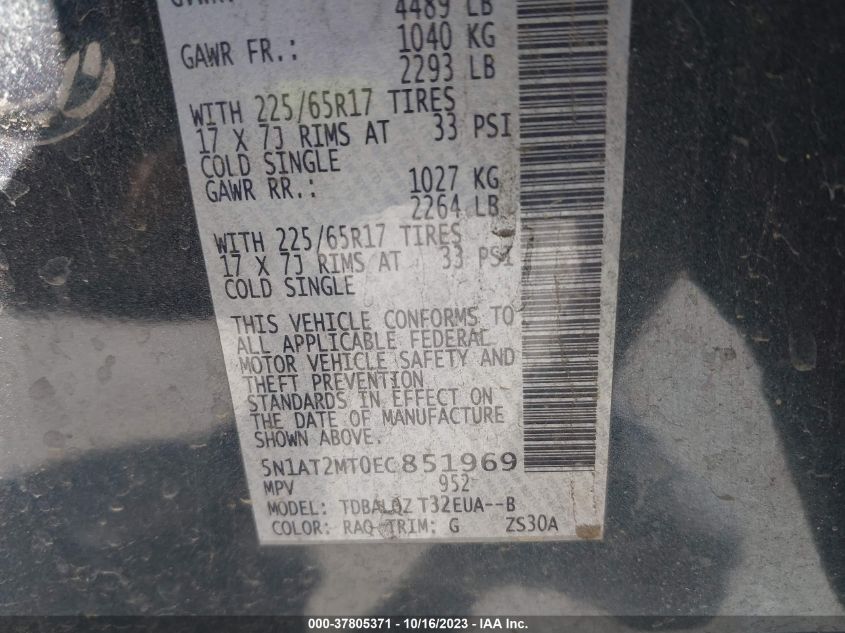 4489 LB
GAWR FR.: 1040 KG
2293 LB
WITH 225/65R17 TIRES
17 X 7J RIMS AT 33 PSI
COLD SINGLE
GAWR RR.: 1027 KG
2264 LB
WITH 225/65R17 TIRES
17 X 7J RIMS AT 33 PSI
COLD SINGLE
THIS VEHICLE CONFORMS TO
ALL APPLICABLE FEDERAL
MOTOR VEHICLE SAFETY AND
THEFT PREVENTION
STANDARDS IN EFFECT ON
THE DATE OF MANUFACTURE
SHOWN ABOVE.
5N1AT2MT0EC851969
MPV 952
MODEL: TDBALQZ T32EUA--B
COLOR: RAQ TRIM: G ZS30A
000-37805371 - 10/16/2023 - IAA Inc.